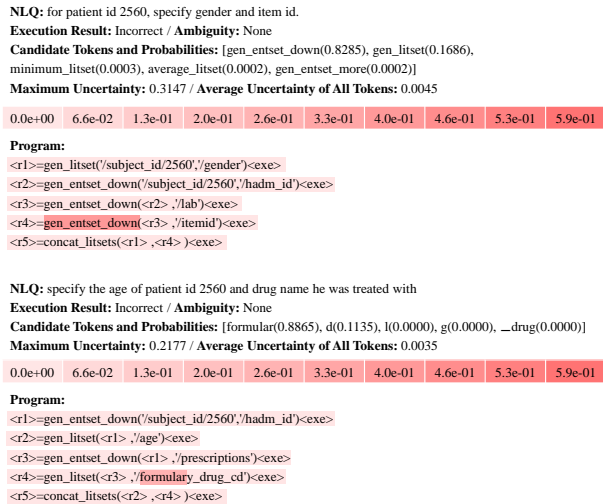 NLQ: for patient id 2560, specify gender and item id.
Execution Result: Incorrect / Ambiguity: None
Candidate Tokens and Probabilities: [gen_entset_down(0.8285), gen_litset(0.1686),
minimum_litset(0.0003), average_litset(0.0002), gen_entset_more(0.0002)]
Maximum Uncertainty: 0.3147 / Average Uncertainty of All Tokens: 0.0045
0.0e+00 6.6e-02 1.3e-01 2.0e-01 2.6e-01 3.3e-01 4.0e-01 4.6e-01 5.3e-01 5.9e-01
Program:
<r1>=gen_litset('/subject_id/2560','/gender')<exe>
<r2>=gen_entset_down('/subject_id/2560','/hadm_id')<exe>
<r3>=gen_entset_down(<r2> ,'/lab')<exe>
<r4>=gen_entset_down(<r3> ,'/itemid')<exe>
<r5>=concat_litsets(<r1> ,<r4> )<exe>
NLQ: specify the age of patient id 2560 and drug name he was treated with
Execution Result: Incorrect / Ambiguity: None
Candidate Tokens and Probabilities: [formular(0.8865), d(0.1135), l(0.0000), g(0.0000), _drug(0.0000)]
Maximum Uncertainty: 0.2177 / Average Uncertainty of All Tokens: 0.0035
0.0e+00 6.6e-02 1.3e-01 2.0e-01 2.6e-01 3.3e-01 4.0e-01 4.6e-01 5.3e-01 5.9e-01
Program:
<r1>=gen_entset_down('/subject_id/2560','/hadm_id')<exe>
<r2>=gen_litset(<r1> ,'/age')<exe>
<r3>=gen_entset_down(<r1> ,'/prescriptions')<exe>
<r4>=gen_litset(<r3> ,'/formulary_drug_cd')<exe>
<r5>=concat_litsets(<r2> ,<r4> )<exe>